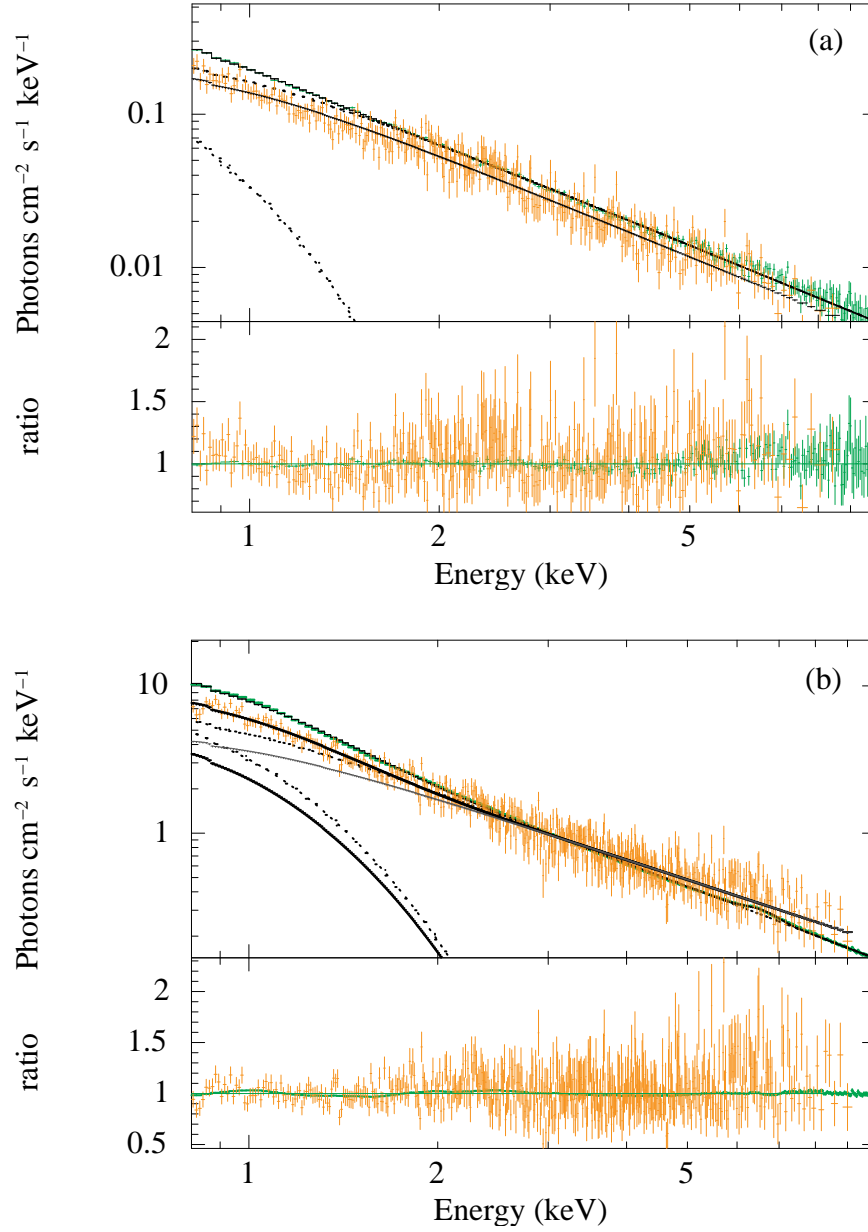 (a)
Photons cm⁻² s⁻¹ keV⁻¹
0.1
0.01
ratio
2
1.5
1
1 2 5
Energy (keV)
(b)
Photons cm⁻² s⁻¹ keV⁻¹
10
1
ratio
2
1.5
1
0.5
1 2 5
Energy (keV)